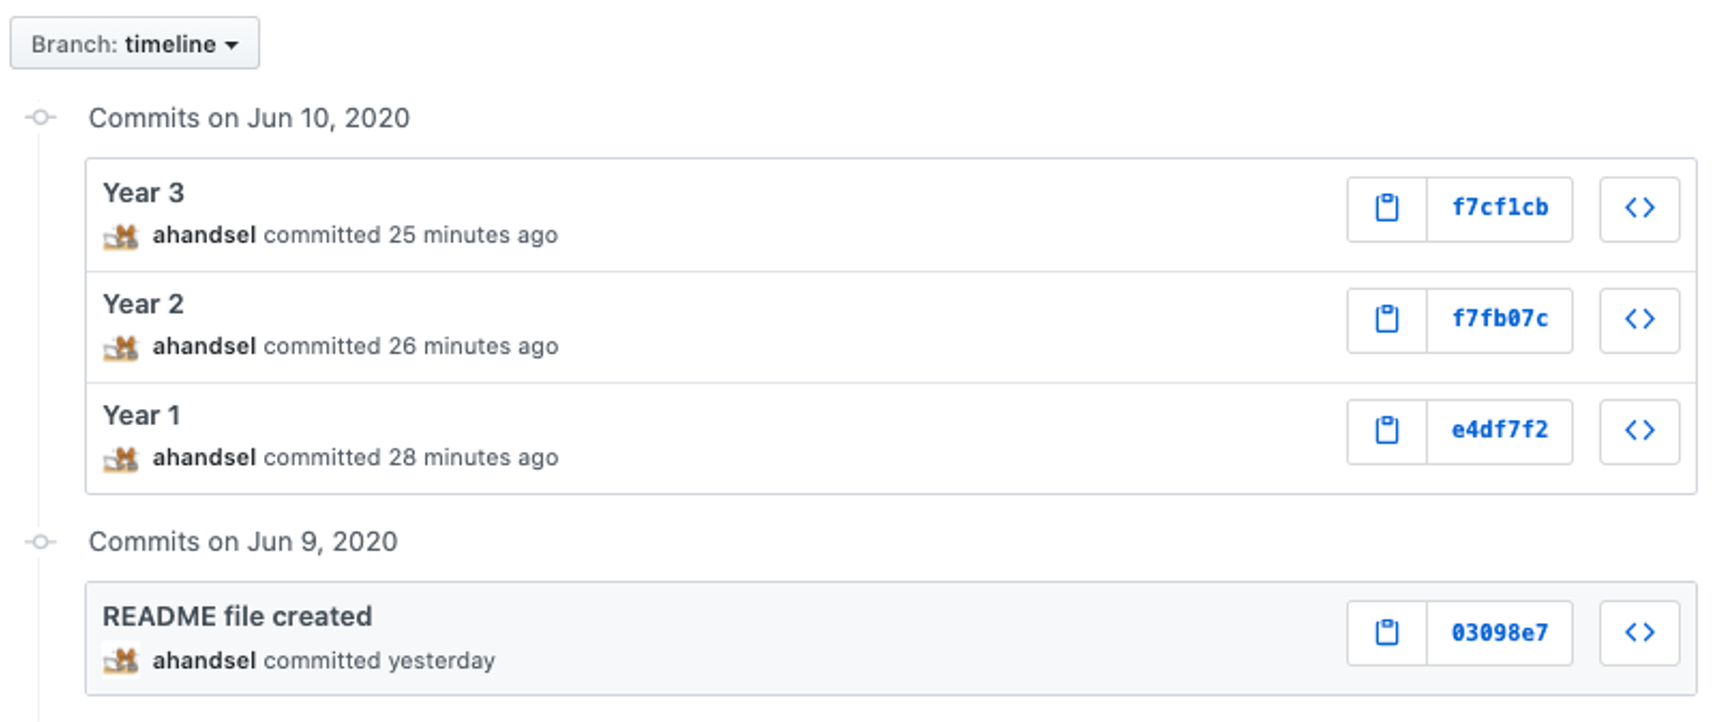 Branch: timeline
Commits on Jun 10, 2020
Year 3
f7cf1cb
ahandsel committed 25 minutes ago
Year 2
f7fb07c
ahandsel committed 26 minutes ago
Year 1
e4df7f2
ahandsel committed 28 minutes ago
Commits on Jun 9, 2020
README file created
03098e7
ahandsel committed yesterday